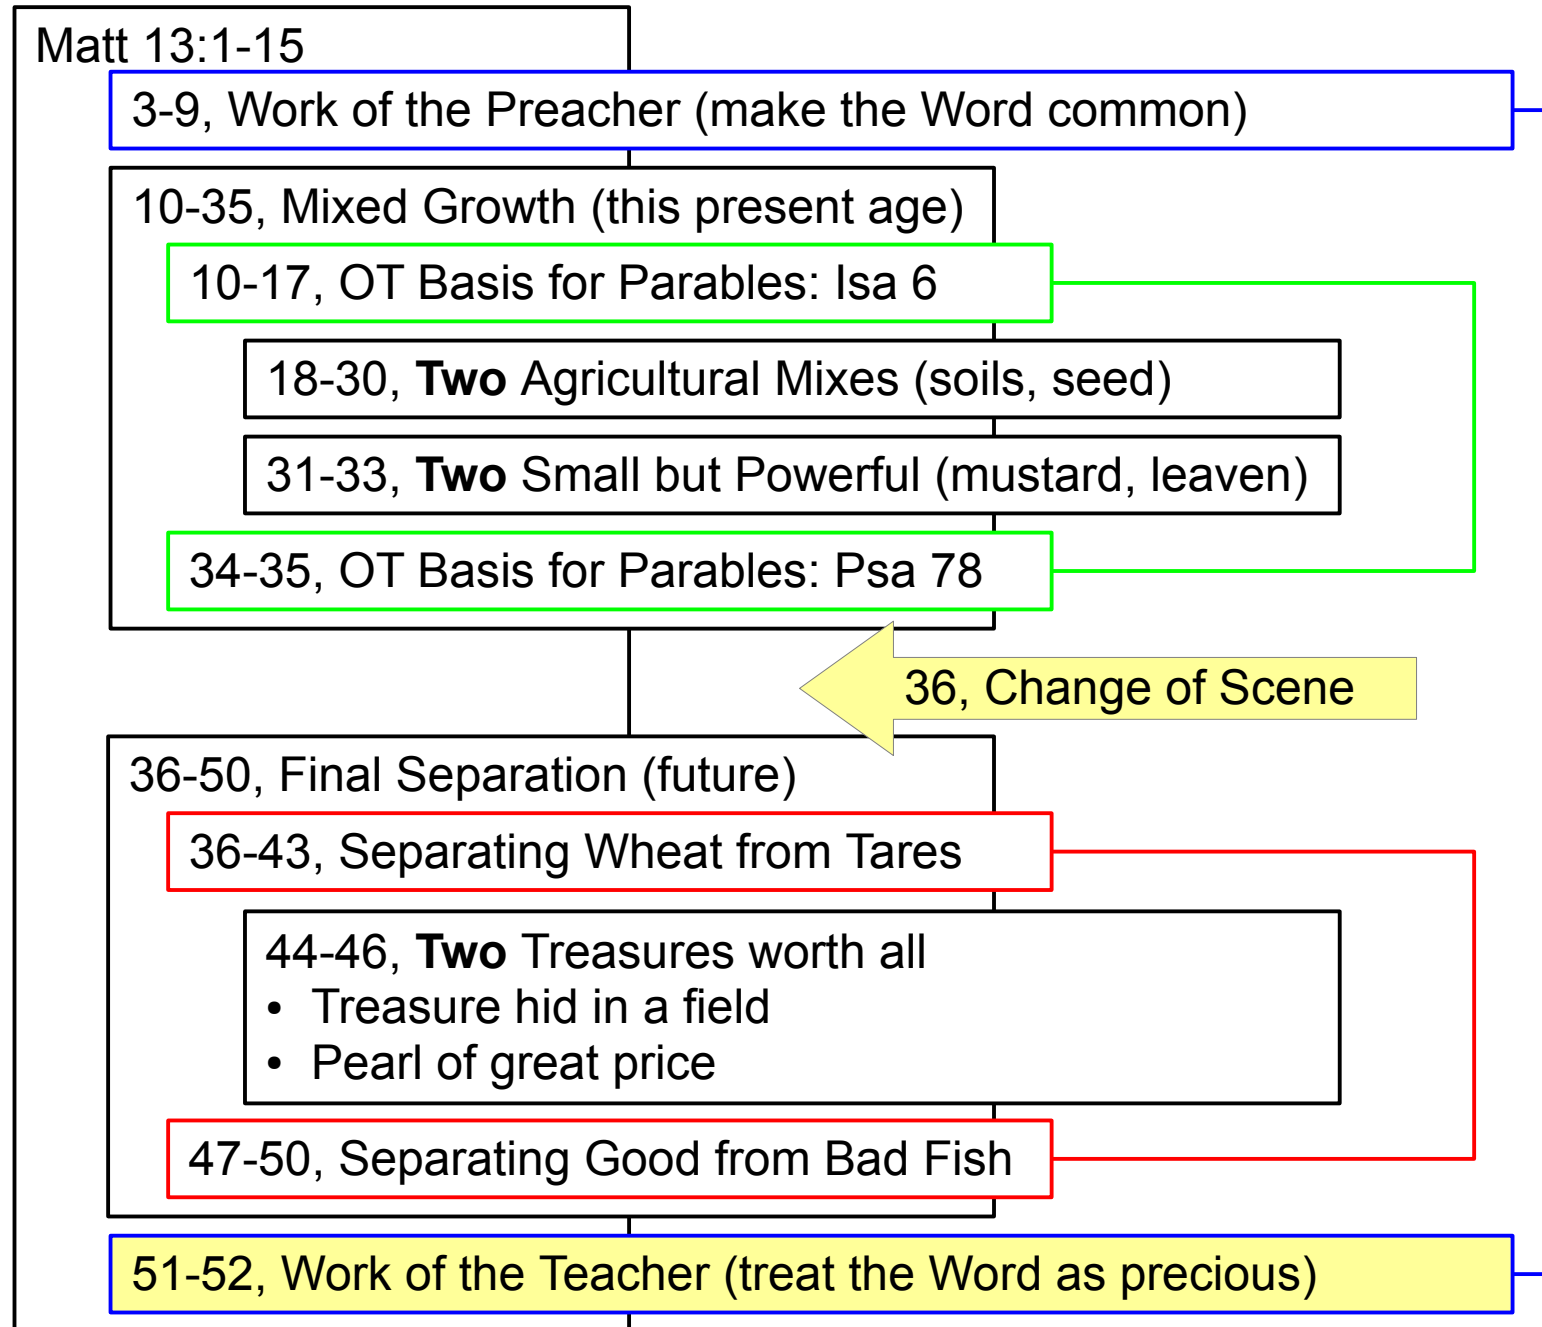 Matt 13:1-15
3-9, Work of the Preacher (make the Word common)
10-35, Mixed Growth (this present age)
10-17, OT Basis for Parables: Isa 6
18-30, Two Agricultural Mixes (soils, seed)
31-33, Two Small but Powerful (mustard, leaven)
34-35, OT Basis for Parables: Psa 78
36, Change of Scene
36-50, Final Separation (future)
36-43, Separating Wheat from Tares
44-46, Two Treasures worth all
• Treasure hid in a field
• Pearl of great price
47-50, Separating Good from Bad Fish
51-52, Work of the Teacher (treat the Word as precious)